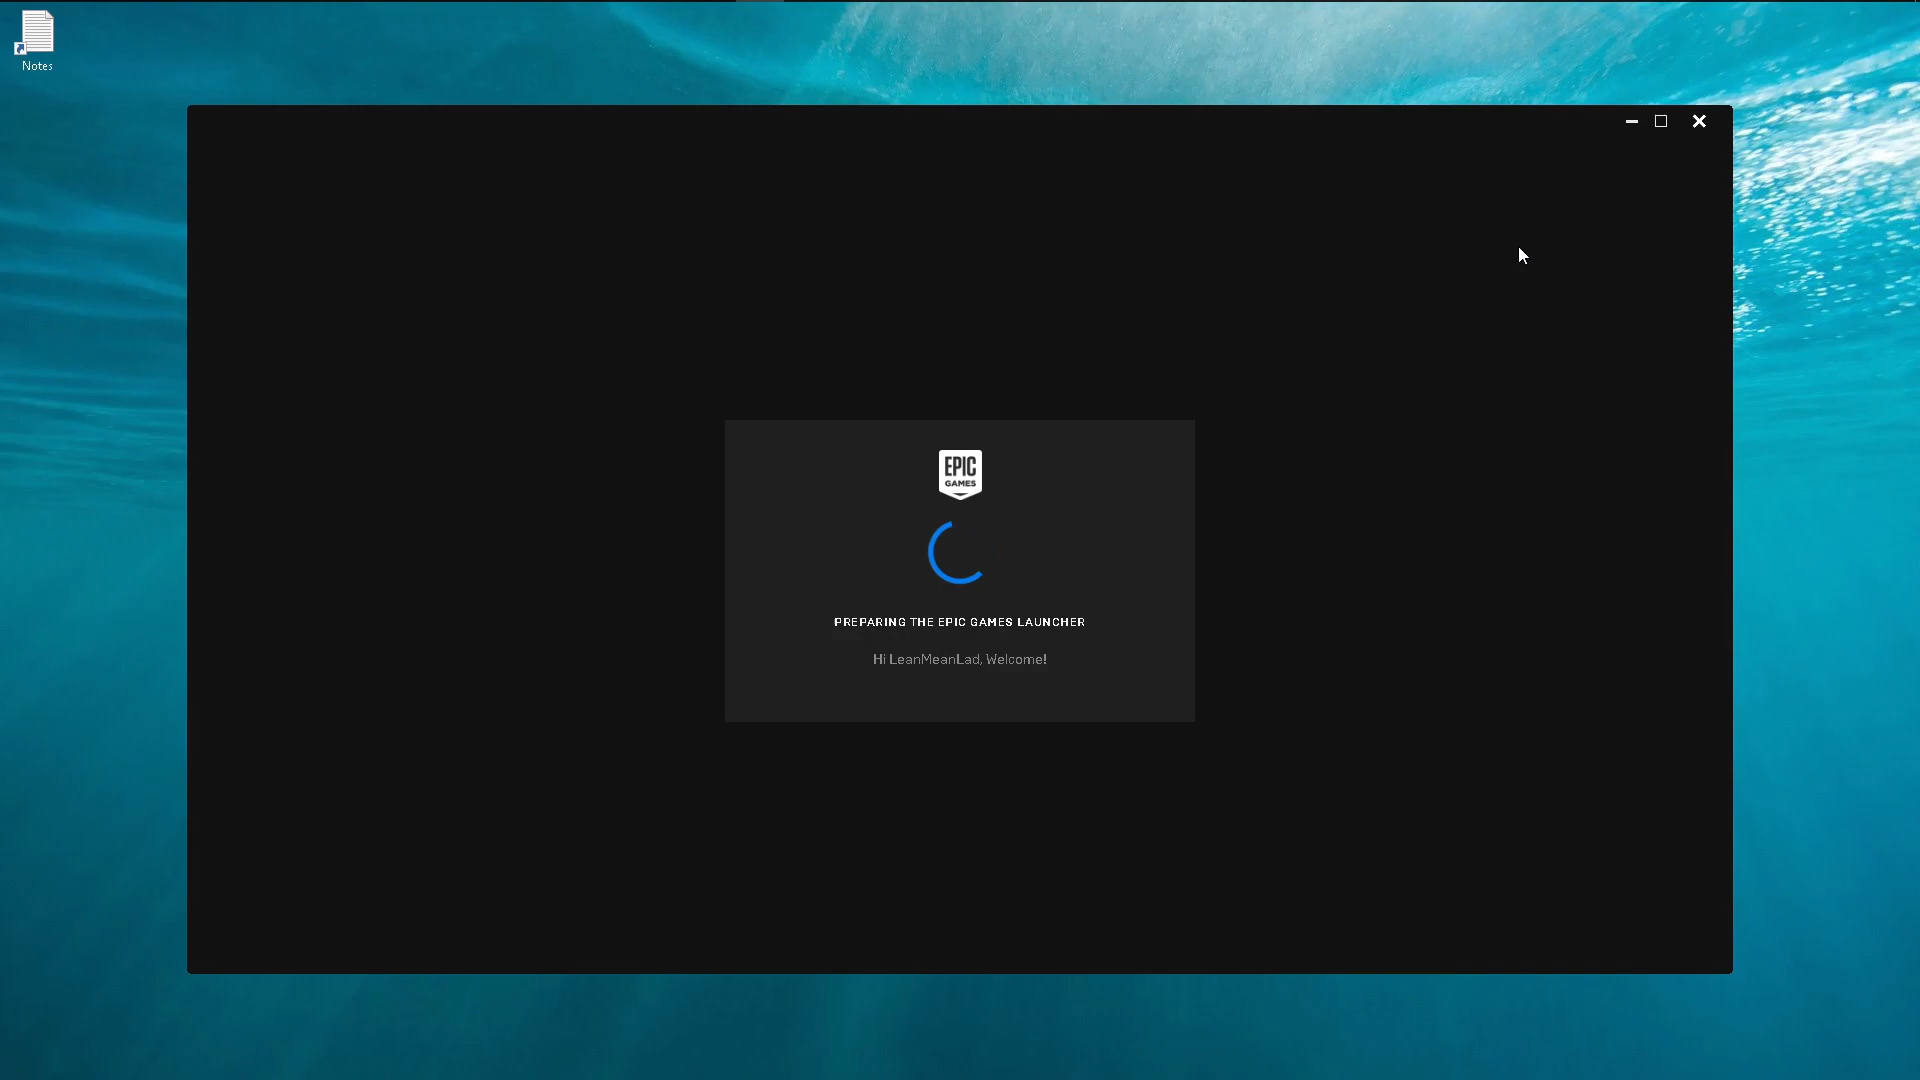 Notes
EPIC
GAMES
PREPARING THE EPIC GAMES LAUNCHER
Hi LeanMeanLad, Welcome!